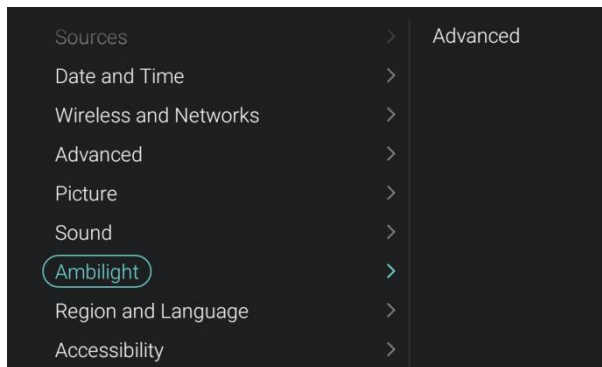 Sources
Date and Time
Wireless and Networks
Advanced
Picture
Sound
Ambilight
Region and Language
Accessibility
Advanced